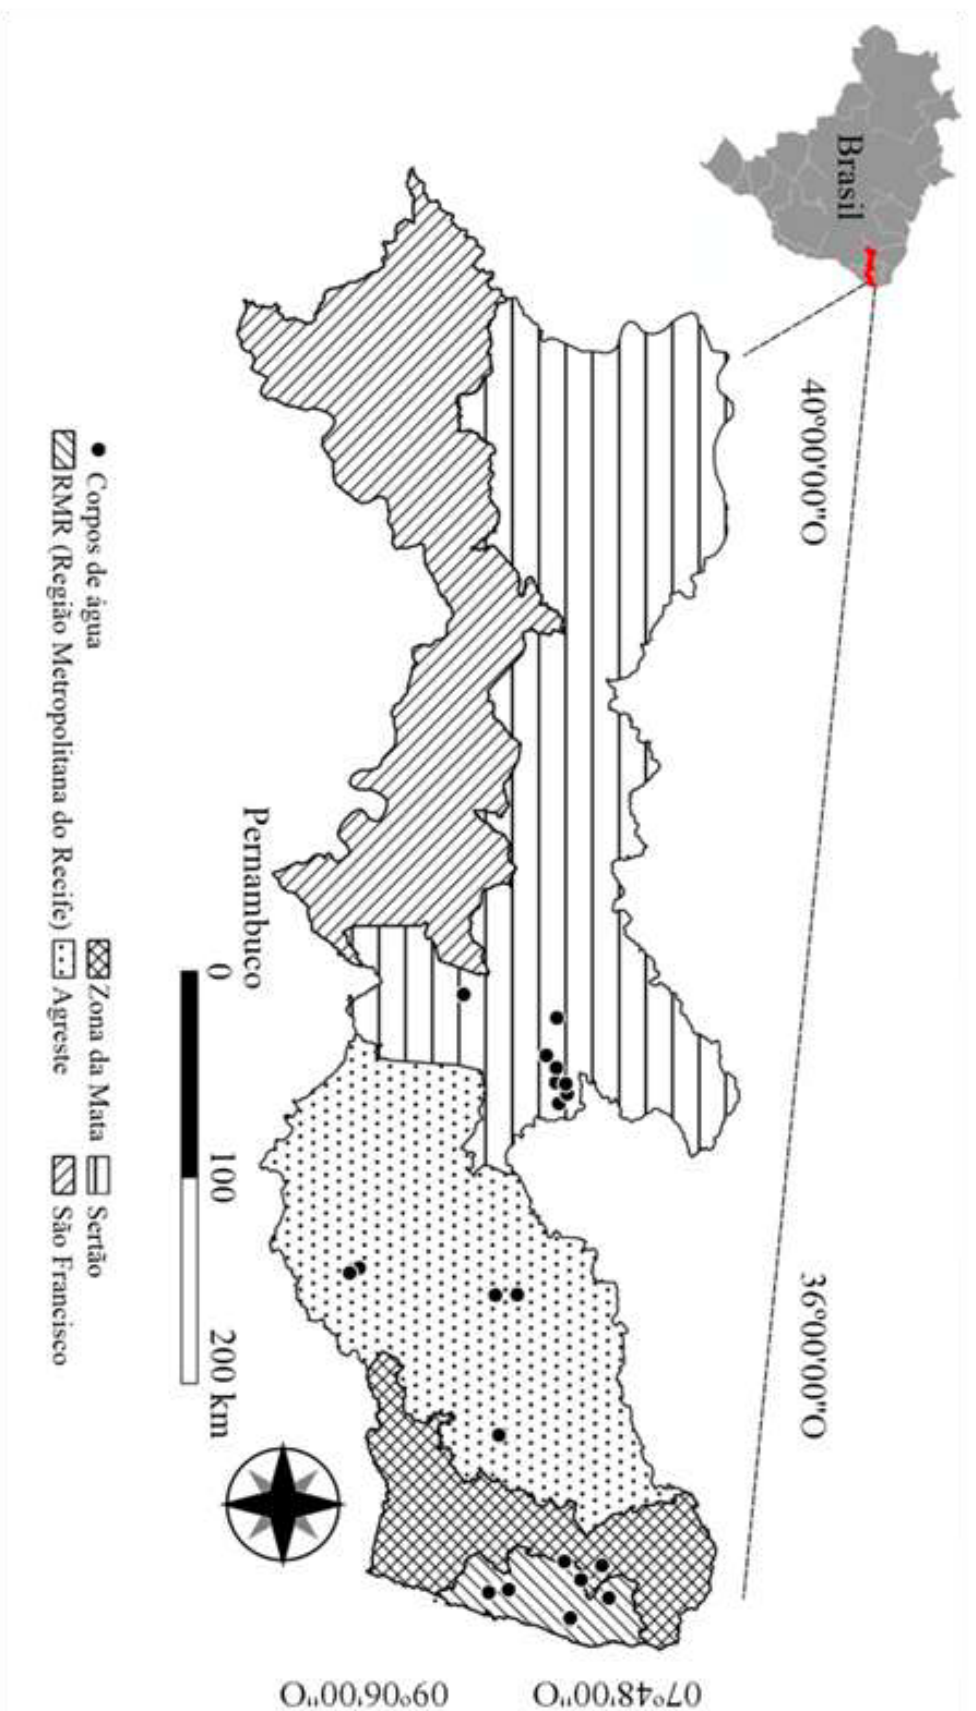 Brasil
40°00'00"O
36°00'00"O
07°48'00"O
09°06'00"O
Pernambuco
0 100 200 km
Corpos de água
Zona da Mata
Sertão
RMR (Região Metropolitana do Recife)
Agreste
São Francisco